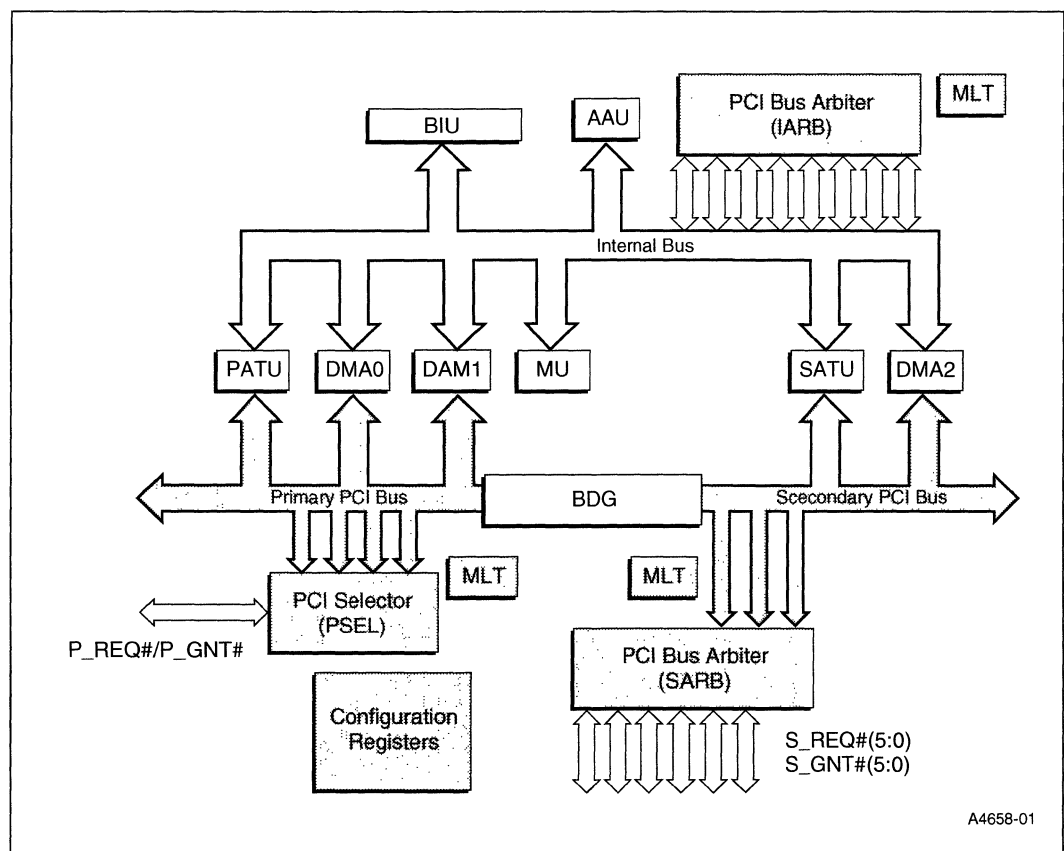 PCI Bus Arbiter
(IARB)
MLT
BIU
AAU
Internal Bus
PATU
DMA0
DAM1
MU
SATU
DMA2
Primary PCI Bus
BDG
Scecondary PCI Bus
MLT
MLT
PCI Selector
(PSEL)
P_REQ#/P_GNT#
PCI Bus Arbiter
(SARB)
Configuration
Registers
S_REQ#(5:0)
S_GNT#(5:0)
A4658-01